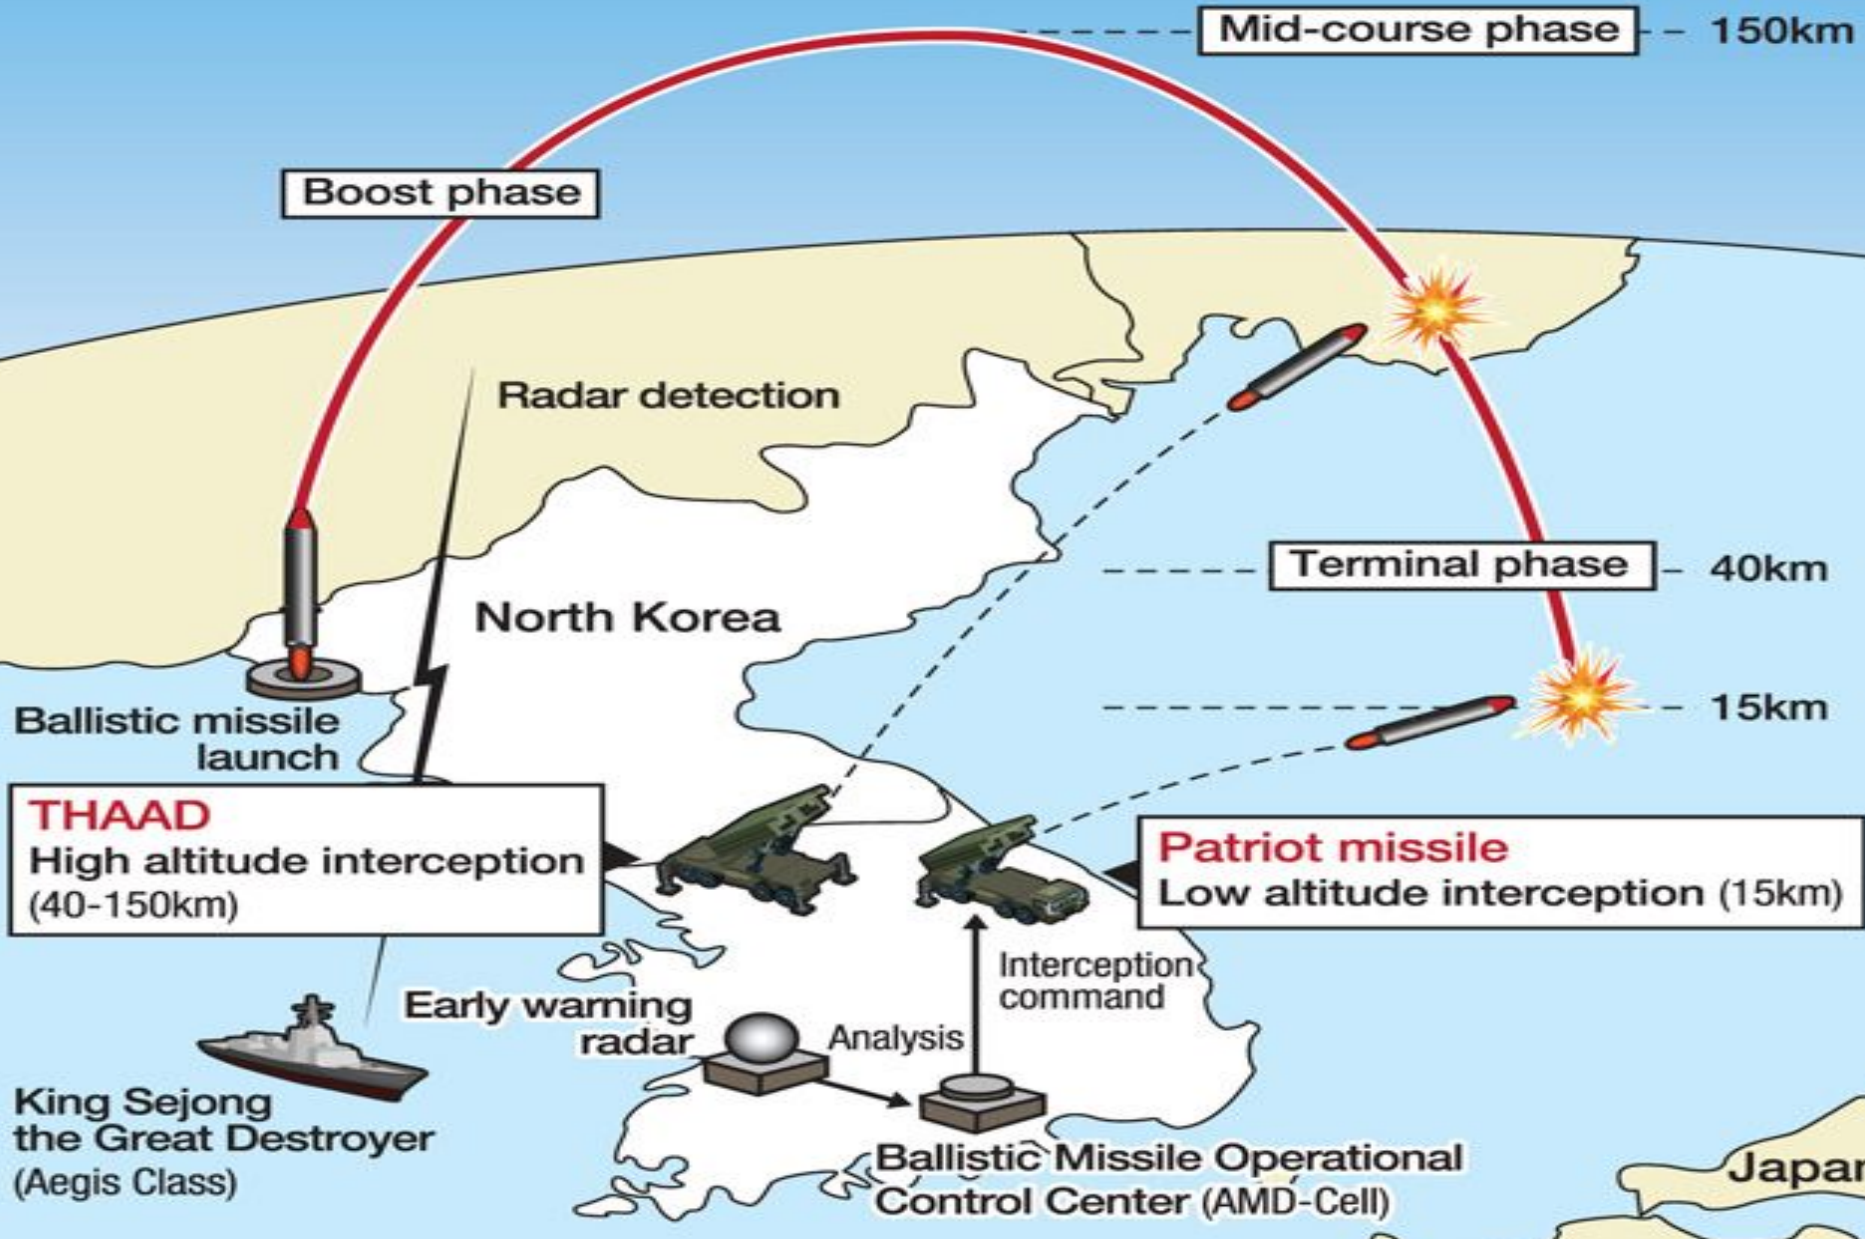 Mid-course phase
150km
Boost phase
Radar detection
North Korea
Terminal phase
40km
15km
Ballistic missile
launch
THAAD
High altitude interception
(40-150km)
Patriot missile
Low altitude interception (15km)
Interception
command
Early warning
radar
Analysis
King Sejong
the Great Destroyer
(Aegis Class)
Ballistic Missile Operational
Control Center (AMD-Cell)
Japan